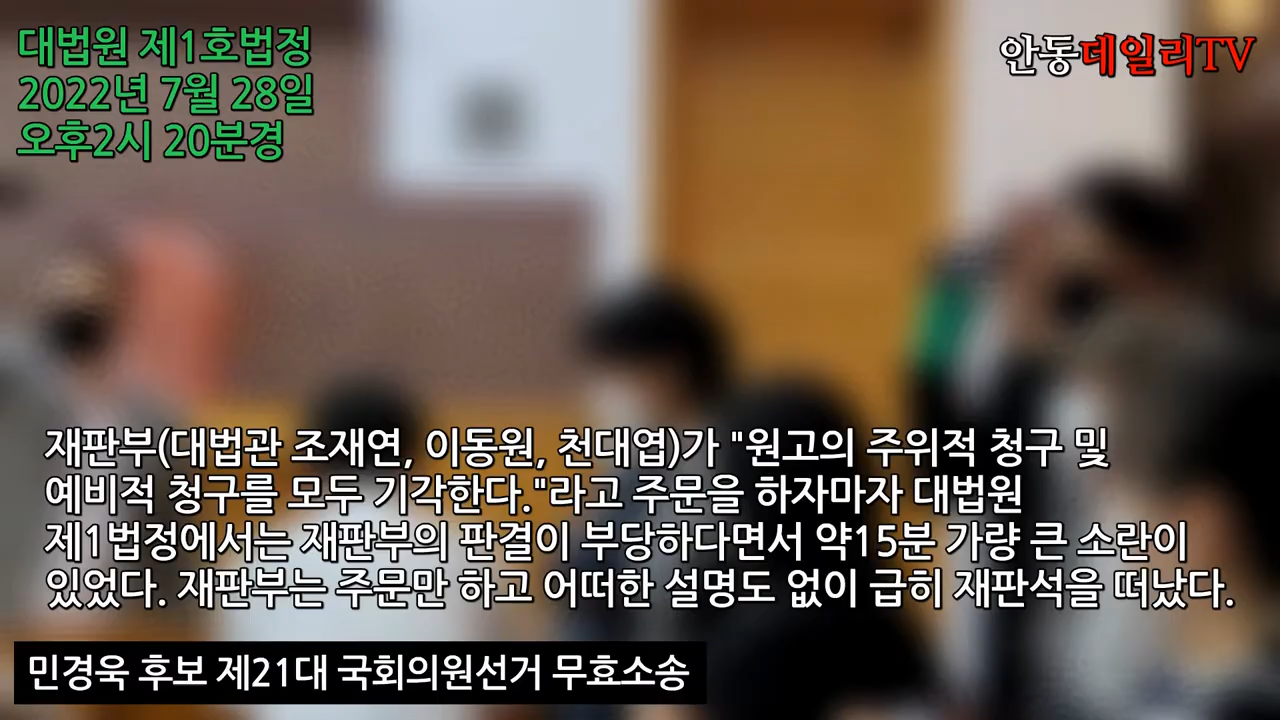 대법원 제1호법정
2022년 7월 28일
오후2시 20분경
안동데일리TV
재판부(대법관 조재연, 이동원, 천대엽)가 "원고의 주위적 청구 및
예비적 청구를 모두 기각한다."라고 주문을 하자마자 대법원
제1법정에서는 재판부의 판결이 부당하다면서 약15분 가량 큰 소란이
있었다. 재판부는 주문만 하고 어떠한 설명도 없이 급히 재판석을 떠났다.
민경욱 후보 제21대 국회의원선거 무효소송